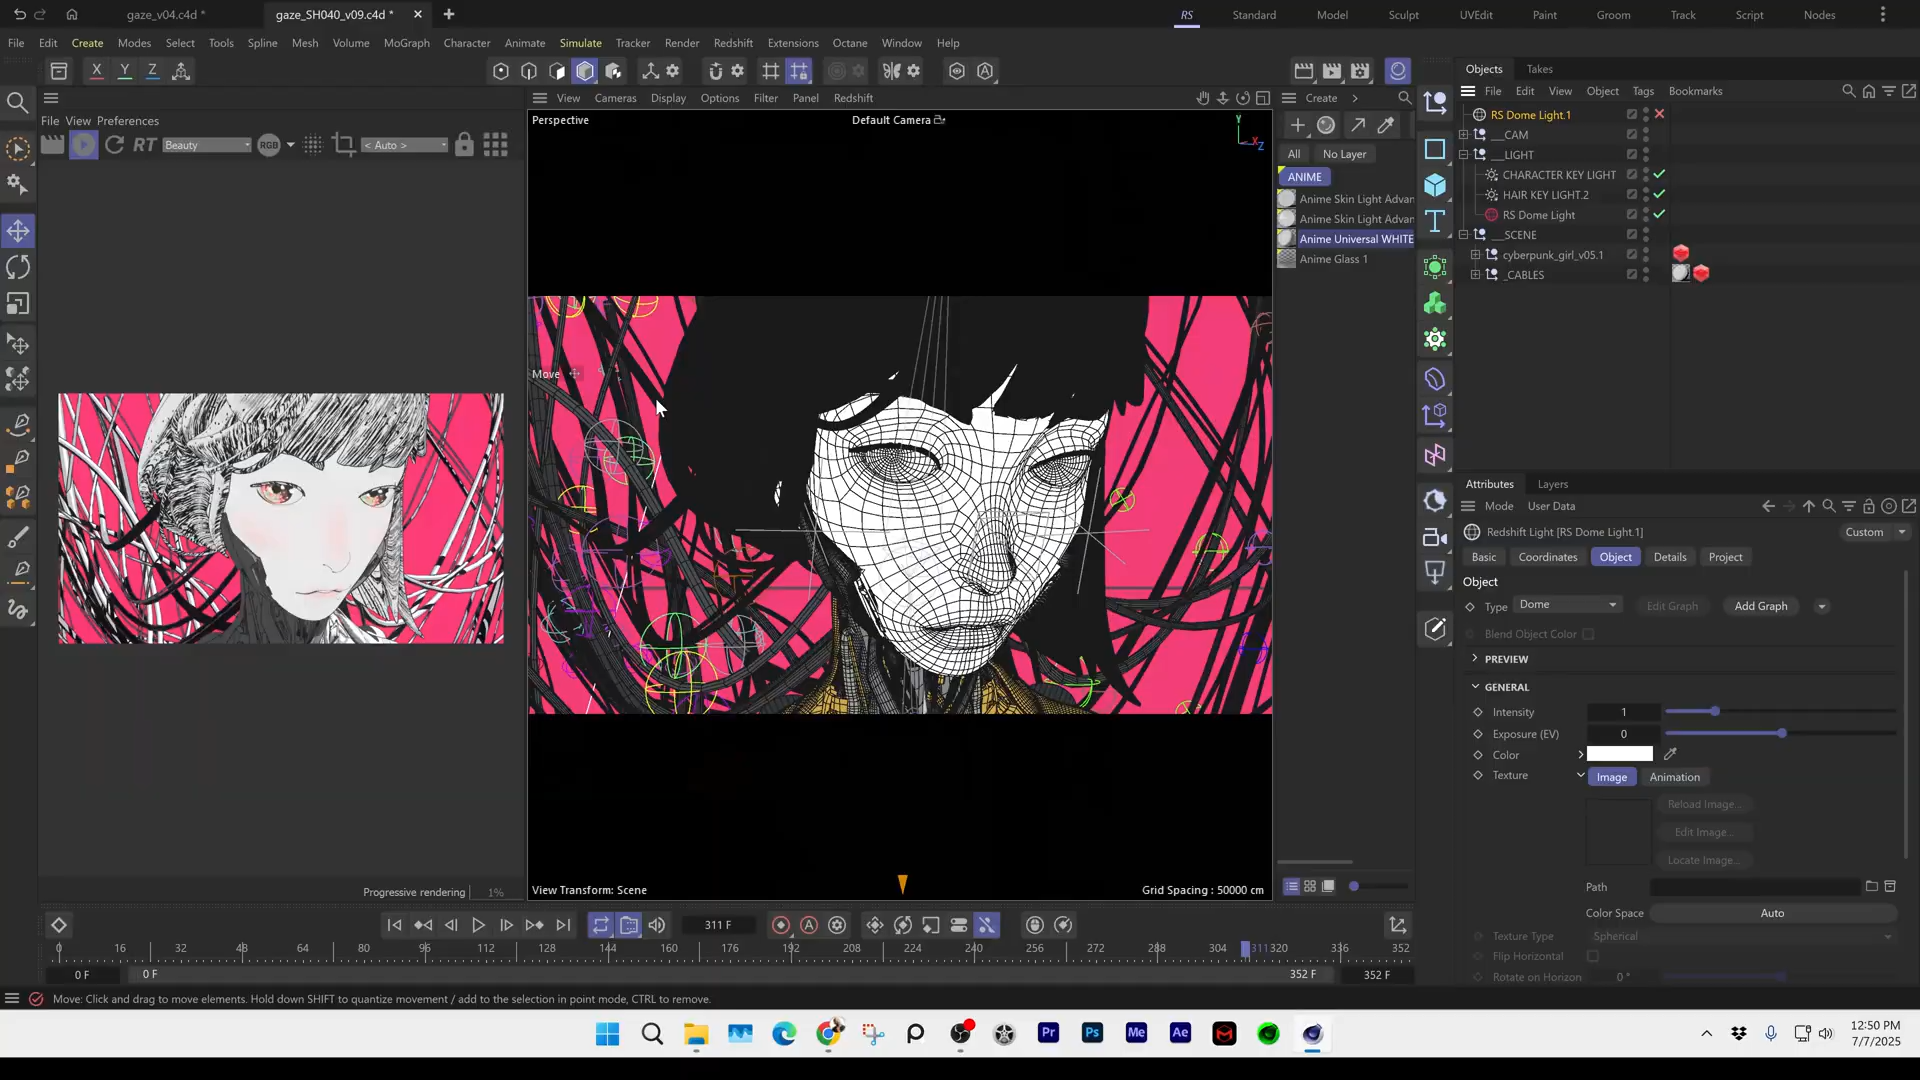 gaze_v04.c4d *
gaze_SH040_v09.c4d *
RS Standard Model Sculpt UVEdit Paint Groom Track Script Nodes
File Edit Create Modes Select Tools Spline Mesh Volume MoGraph Character Animate Simulate Tracker Render Redshift Extensions Octane Window Help
X Y Z
File View Preferences
RT Beauty RGB < Auto >
Progressive rendering 1%
View Cameras Display Options Filter Panel Redshift
Perspective
Default Camera
Y X Z
Move
View Transform: Scene
Grid Spacing : 50000 cm
Create
All No Layer
ANIME
Anime Skin Light Advar
Anime Skin Light Advar
Anime Universal WHITE
Anime Glass 1
Objects Takes
File Edit View Object Tags Bookmarks
RS Dome Light.1
__CAM
__LIGHT
CHARACTER KEY LIGHT
HAIR KEY LIGHT.2
RS Dome Light
__SCENE
cyberpunk_girl_v05.1
_CABLES
Attributes Layers
Mode User Data
Redshift Light [RS Dome Light.1]
Custom
Basic Coordinates Object Details Project
Object
Type Dome Edit Graph Add Graph
Blend Object Color
PREVIEW
GENERAL
Intensity 1
Exposure (EV) 0
Color
Texture Image Animation
Reload Image...
Edit Image...
Locate Image...
Path
Color Space Auto
Texture Type Spherical
Flip Horizontal
Rotate on Horizon 0 °
311 F
0 16 32 48 64 80 96 112 128 144 160 176 192 208 224 240 256 272 288 304 311 320 336 352
0 F 0 F 352 F 352 F
Move: Click and drag to move elements. Hold down SHIFT to quantize movement / add to the selection in point mode, CTRL to remove.
Pr Ps Me Ae
12:50 PM
7/7/2025